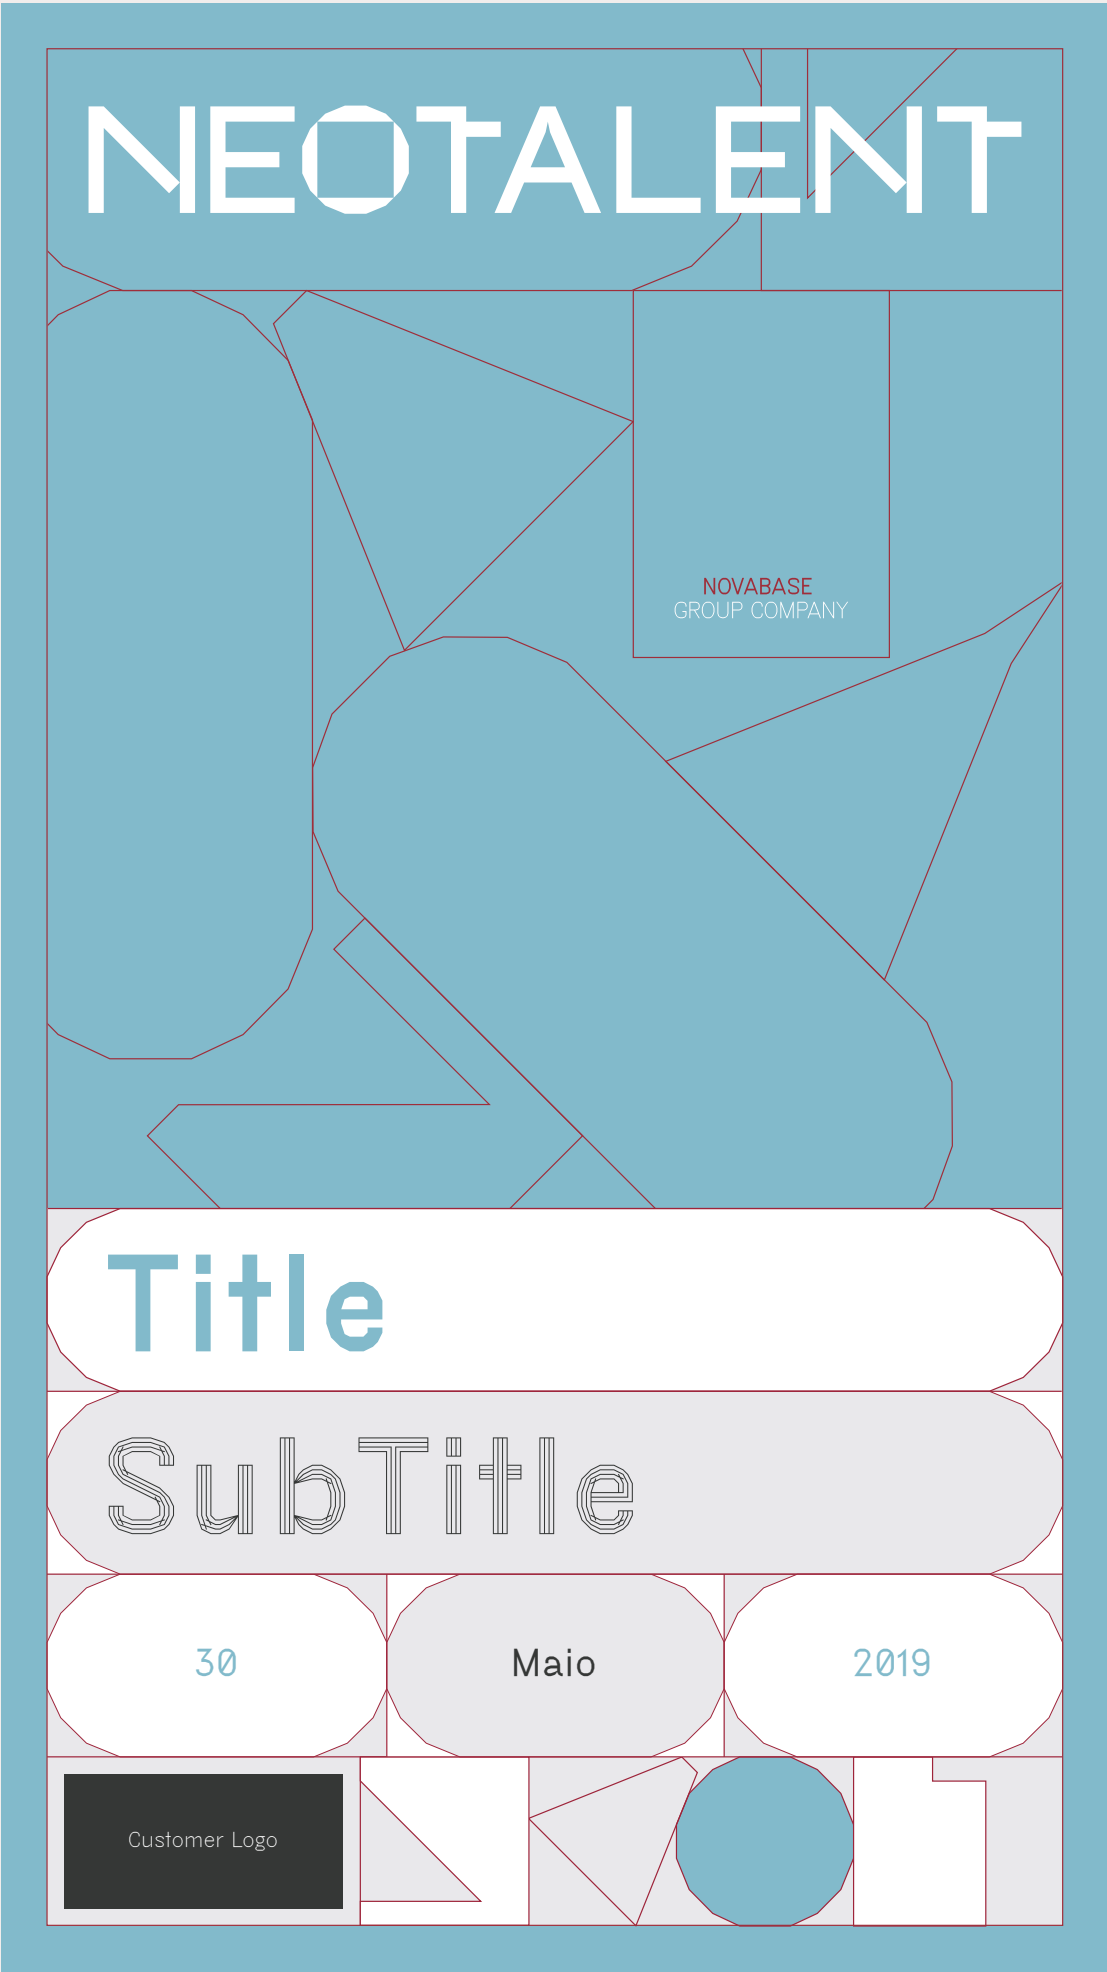 NEOTALENT
NOVABASE
GROUP COMPANY
Title
SubTitle
30
Maio
2019
Customer Logo